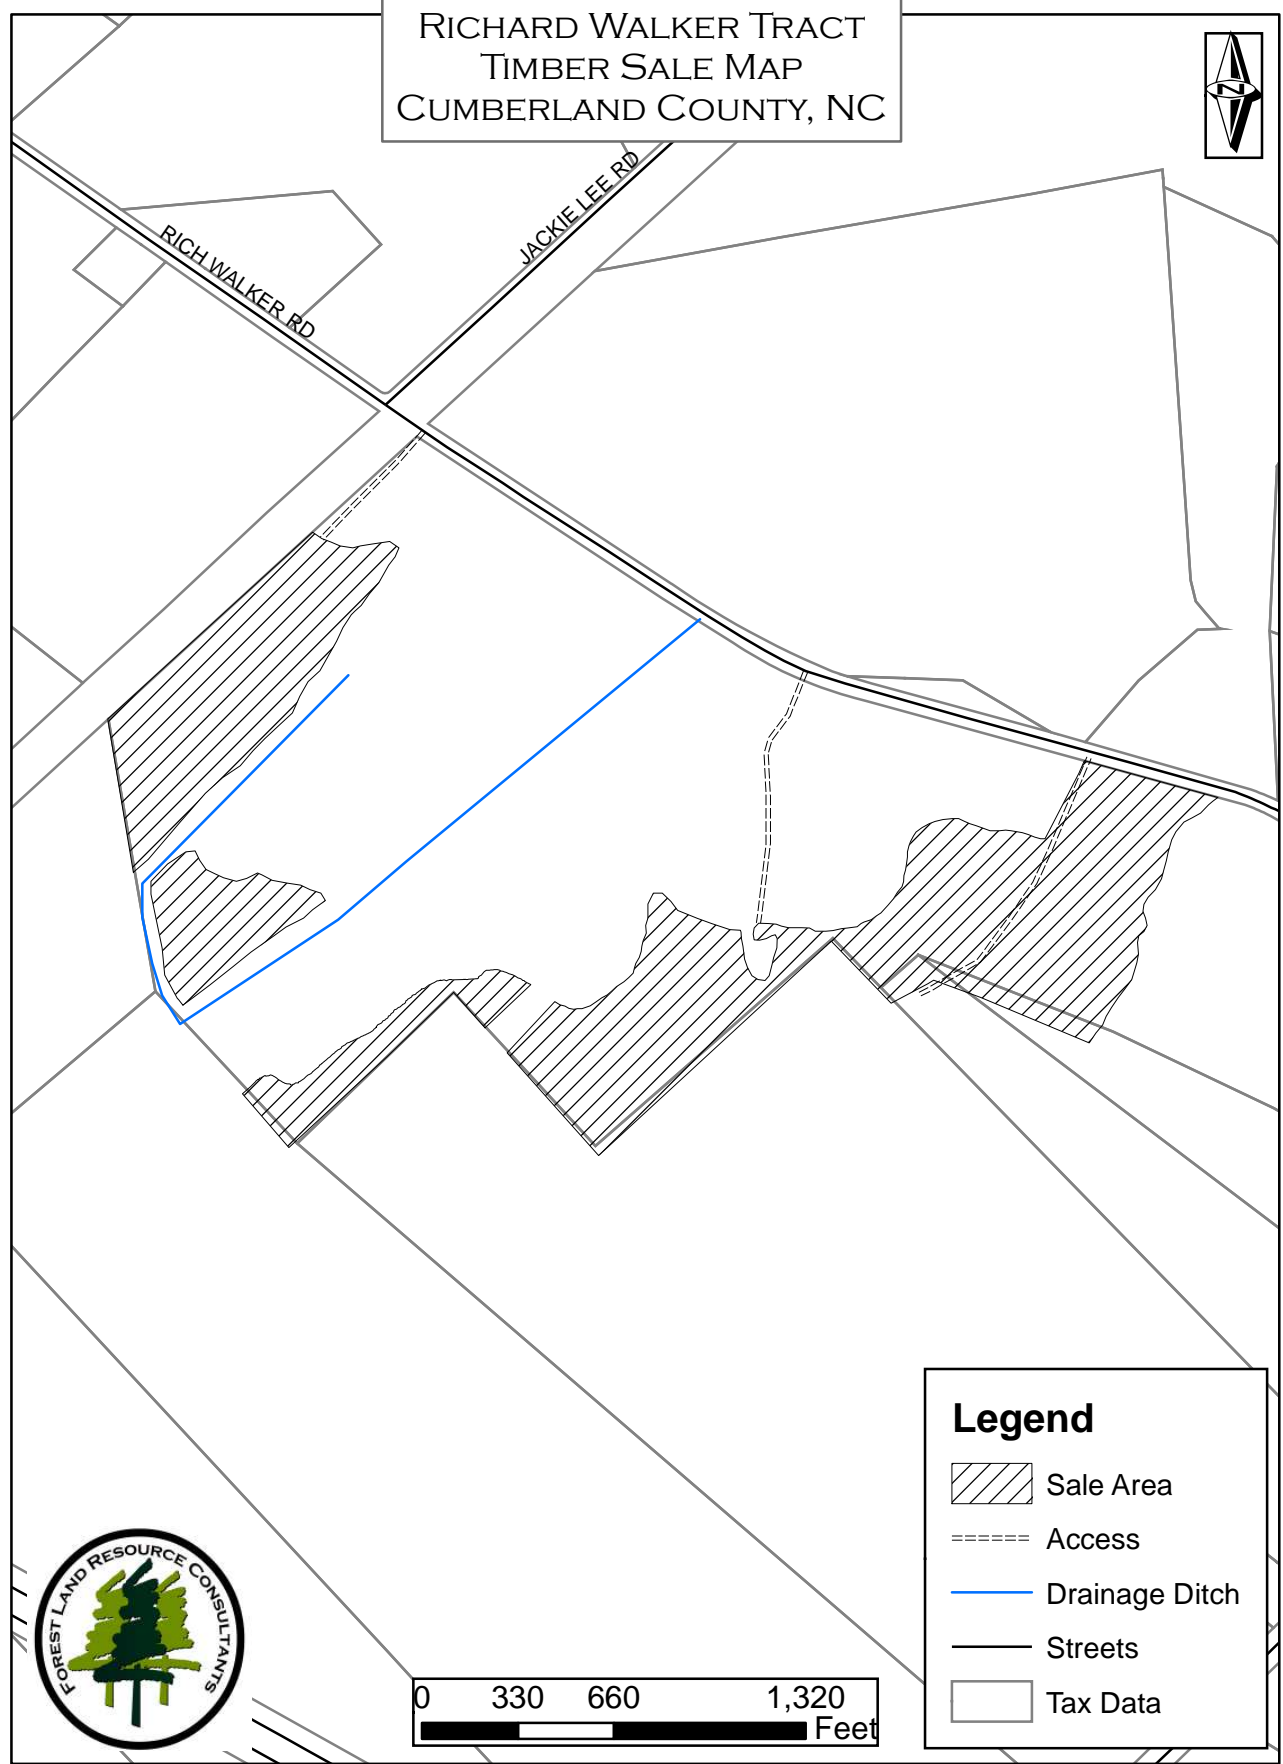 RICHARD WALKER TRACT
TIMBER SALE MAP
CUMBERLAND COUNTY, NC
N
JACKIE LEE RD
RICH WALKER RD
Legend
Sale Area
Access
Drainage Ditch
Streets
Tax Data
FOREST LAND RESOURCE CONSULTANTS
0 330 660 1,320
Feet